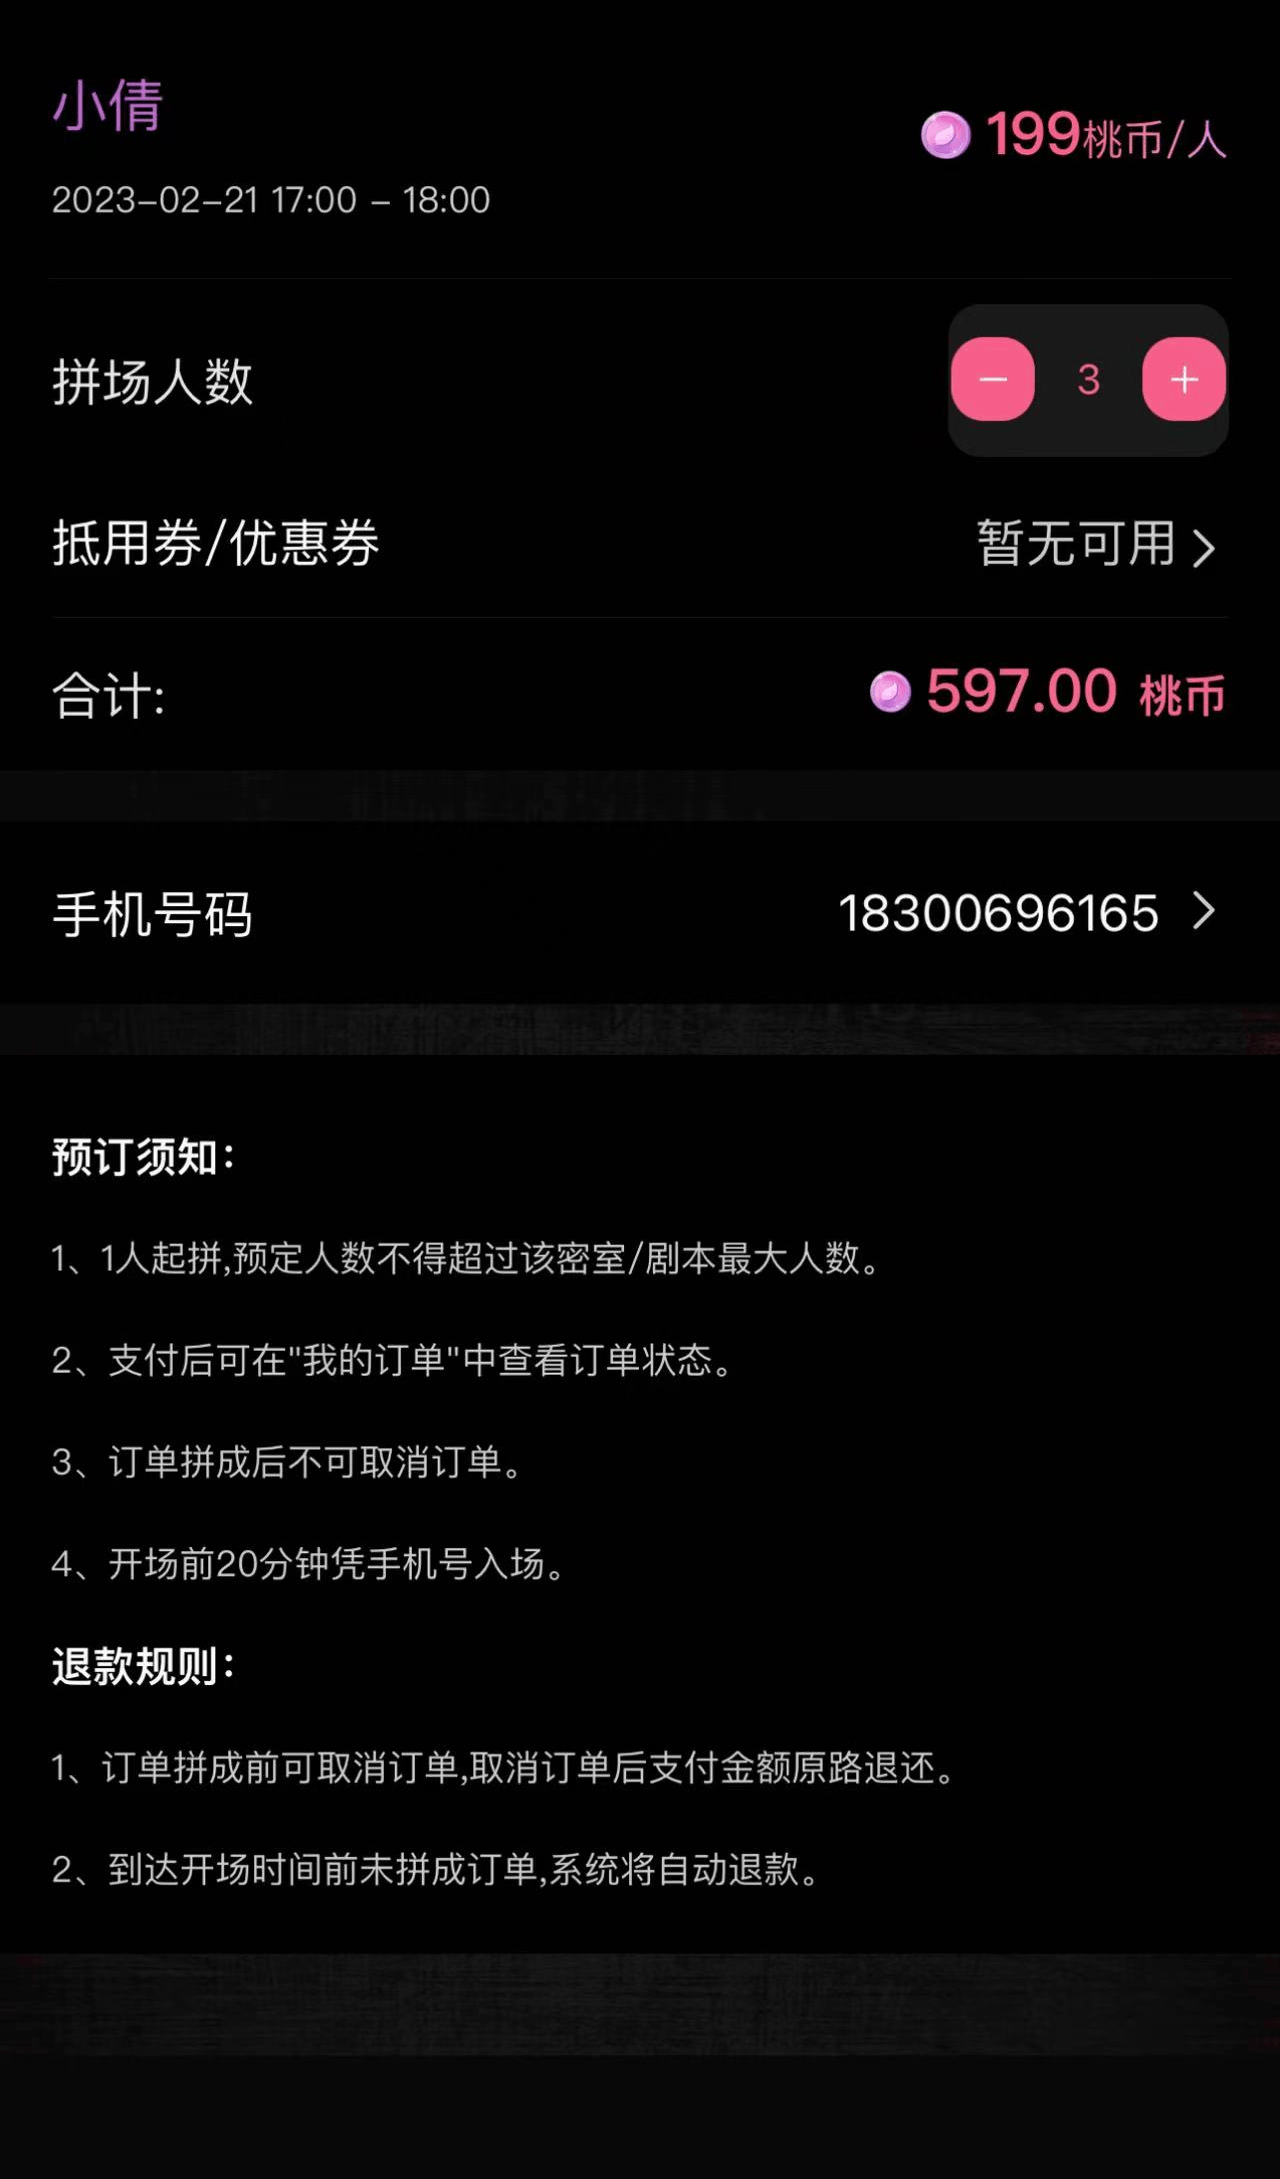 小倩
199桃币/人
2023-02-21 17:00 - 18:00
拼场人数
3
抵用券/优惠券
暂无可用
合计:
597.00 桃币
手机号码
18300696165
预订须知：
1、1人起拼,预定人数不得超过该密室/剧本最大人数。
2、支付后可在"我的订单"中查看订单状态。
3、订单拼成后不可取消订单。
4、开场前20分钟凭手机号入场。
退款规则：
1、订单拼成前可取消订单,取消订单后支付金额原路退还。
2、到达开场时间前未拼成订单,系统将自动退款。